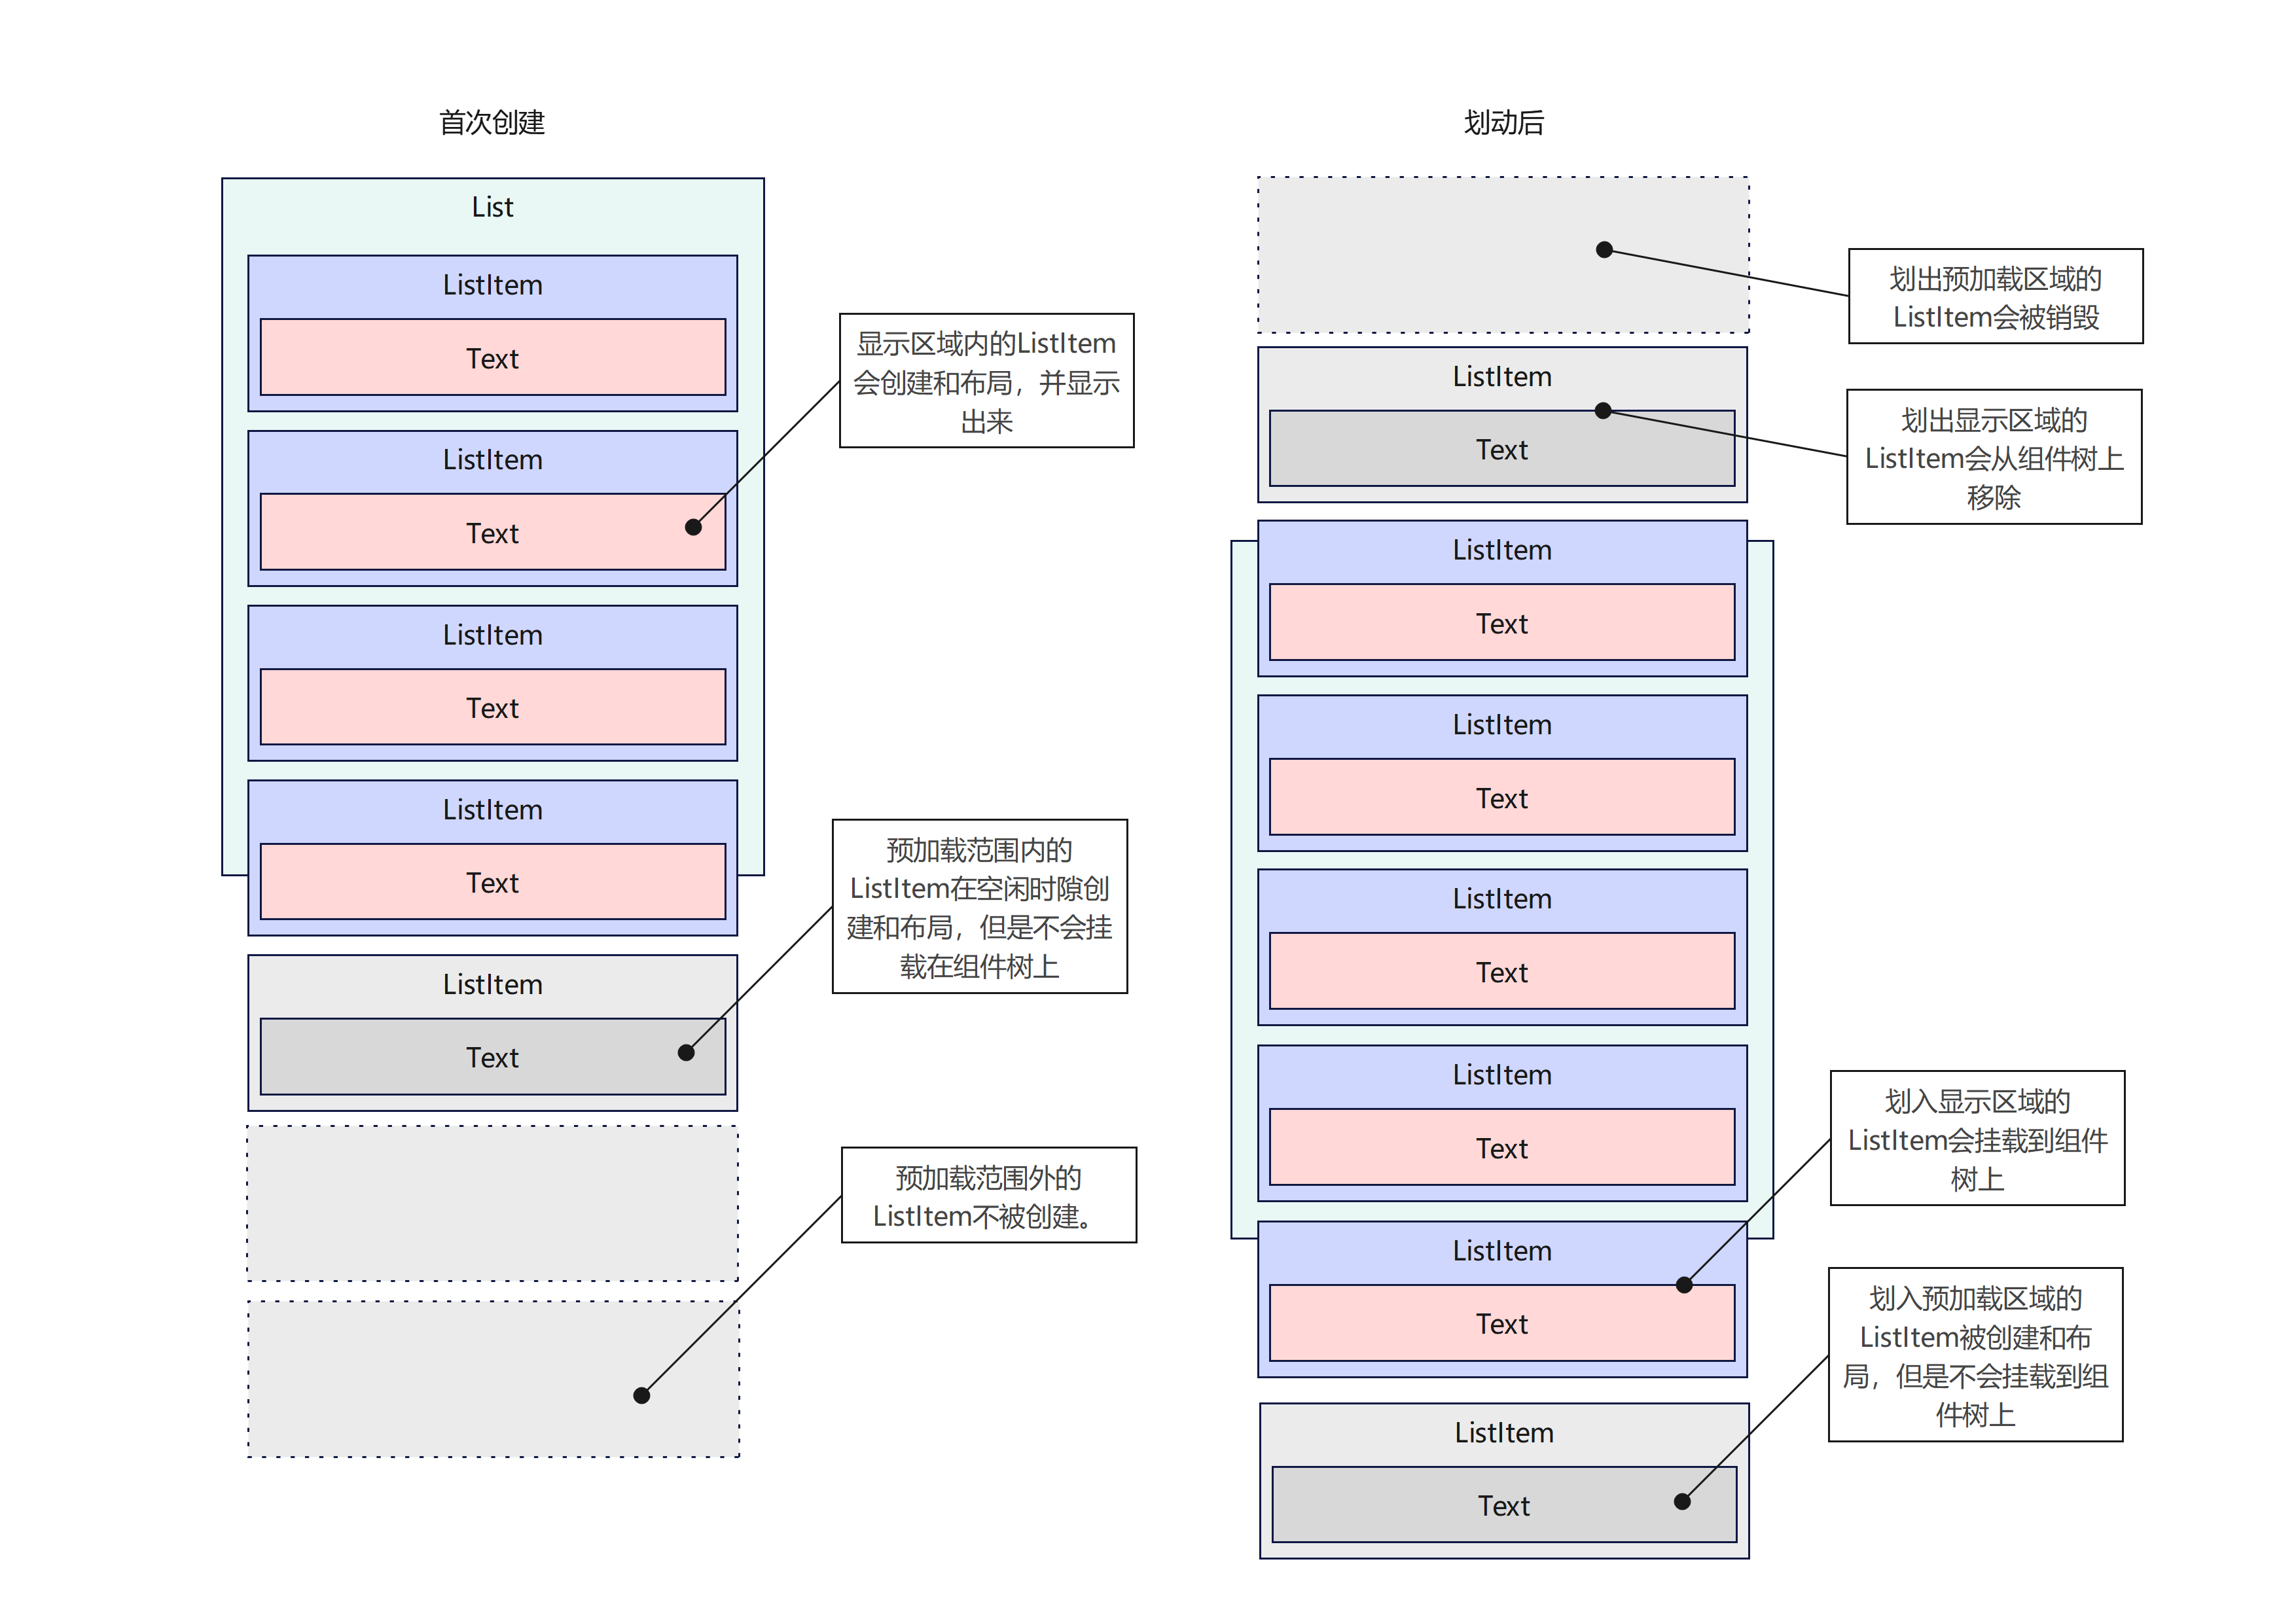 首次创建
List
ListItem
Text
ListItem
Text
ListItem
Text
ListItem
Text
ListItem
Text
显示区域内的ListItem
会创建和布局，并显示
出来
预加载范围内的
ListItem在空闲时隙创
建和布局，但是不会挂
载在组件树上
预加载范围外的
ListItem不被创建。
划动后
ListItem
Text
ListItem
Text
ListItem
Text
ListItem
Text
ListItem
Text
ListItem
Text
ListItem
Text
划出预加载区域的
ListItem会被销毁
划出显示区域的
ListItem会从组件树上
移除
划入显示区域的
ListItem会挂载到组件
树上
划入预加载区域的
ListItem被创建和布
局，但是不会挂载到组
件树上